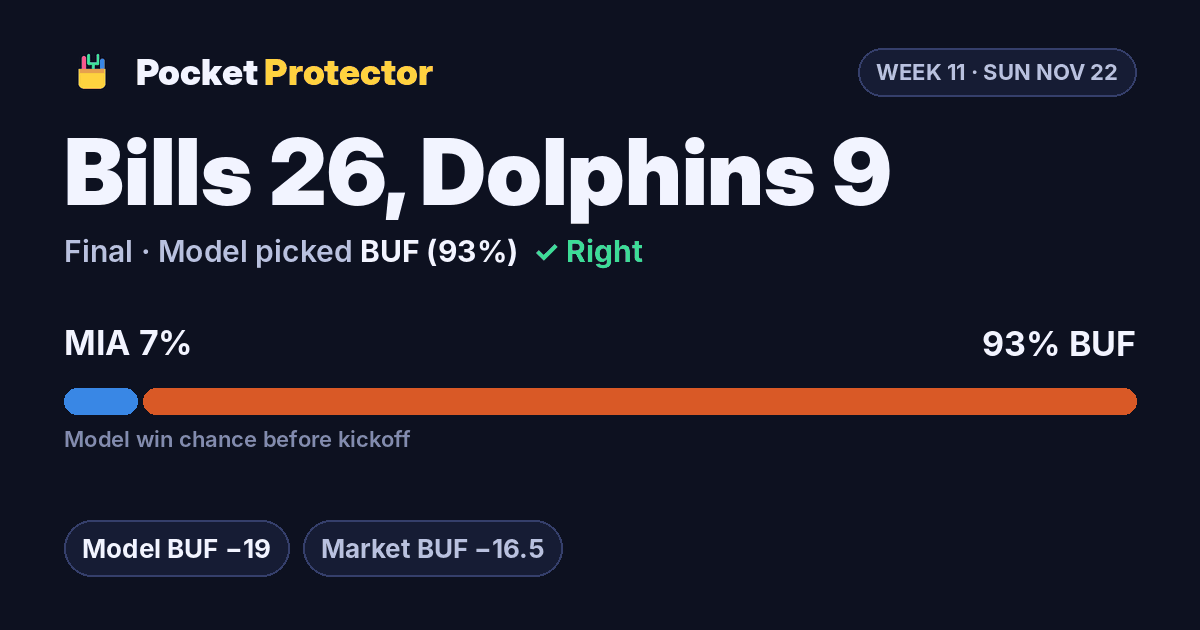 Pocket Protector
WEEK 11 · SUN NOV 22
Bills 26, Dolphins 9
Final · Model picked BUF (93%) ✓ Right
MIA 7%
93% BUF
Model win chance before kickoff
Model BUF −19
Market BUF −16.5